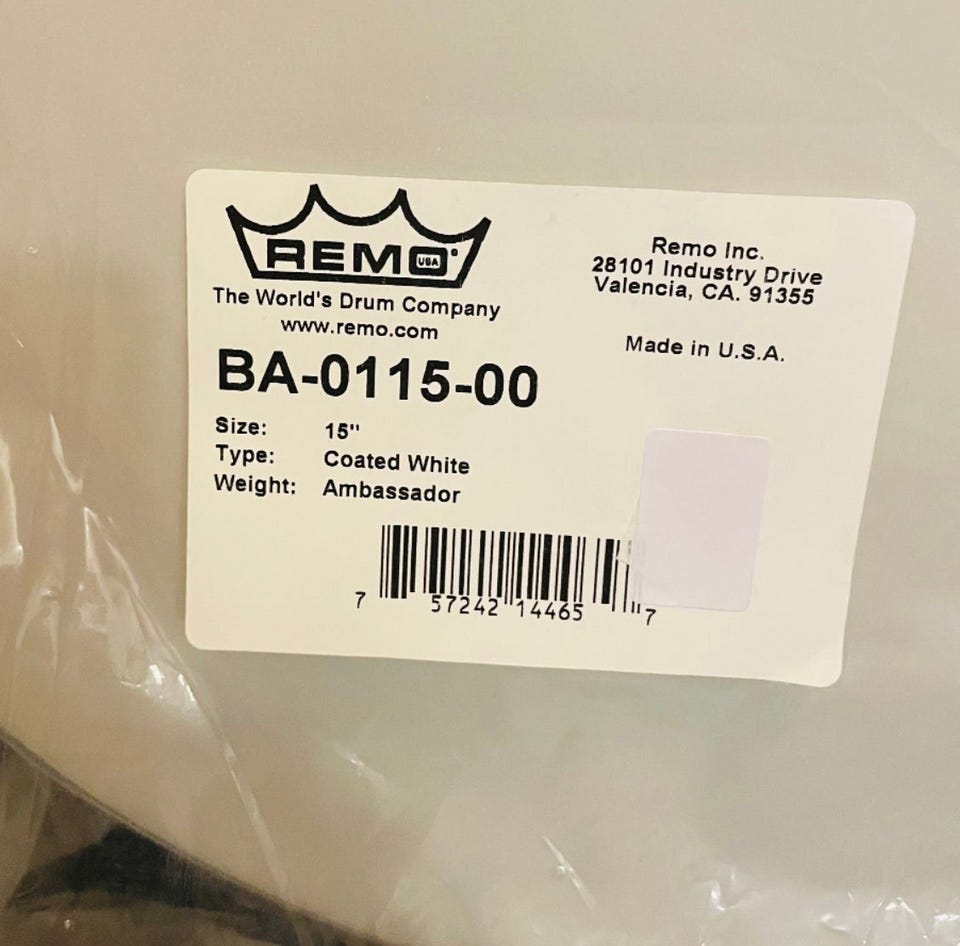 REMO USA
The World's Drum Company
www.remo.com
Remo Inc.
28101 Industry Drive
Valencia, CA. 91355
Made in U.S.A.
BA-0115-00
Size: 15"
Type: Coated White
Weight: Ambassador
7 57242 14465 7